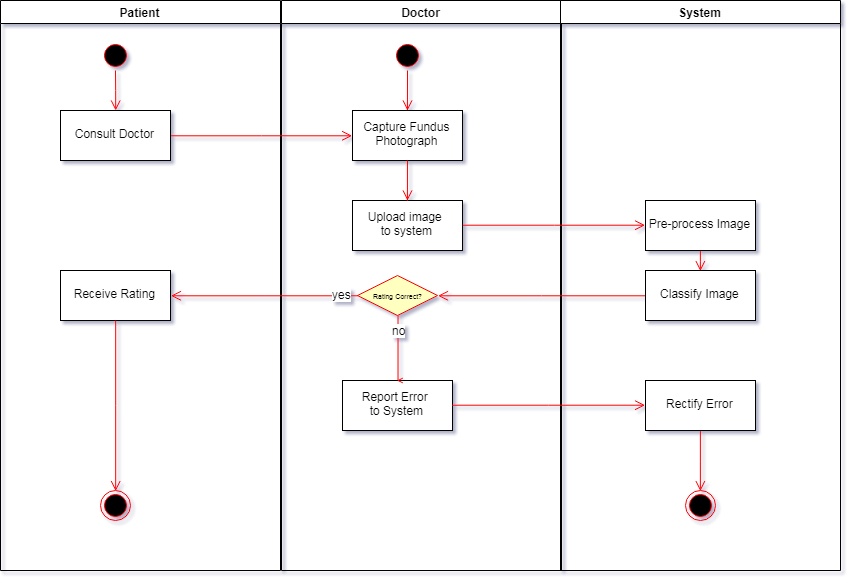 Patient
Doctor
System
Consult Doctor
Capture Fundus
Photograph
Upload image
to system
Pre-process Image
Receive Rating
yes
Rating Correct?
Classify Image
no
Report Error
to System
Rectify Error